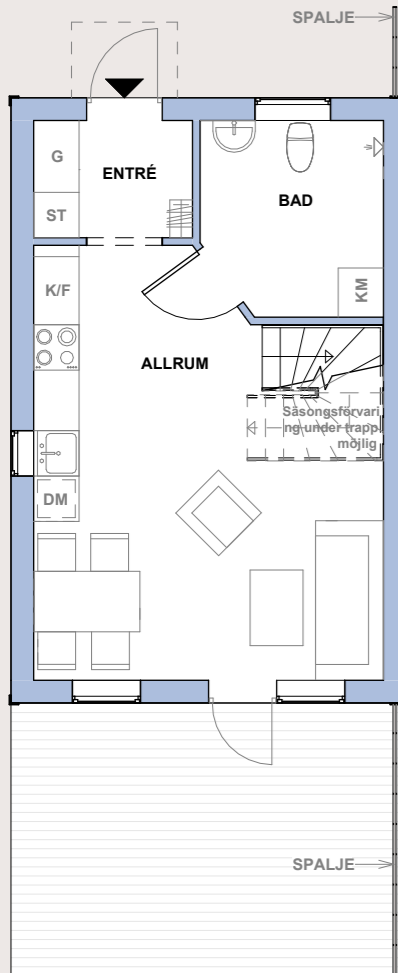 SPALJE
G
ENTRÉ
ST
BAD
K/F
KM
ALLRUM
Säsongsförvari
ng under trapp
möjlig
DM
SPALJE